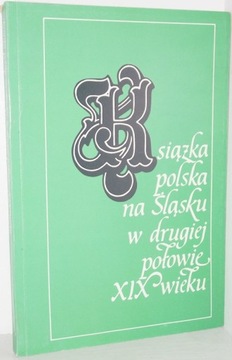 Książka
polska
na Śląsku
w drugiej
połowie
XIX wieku